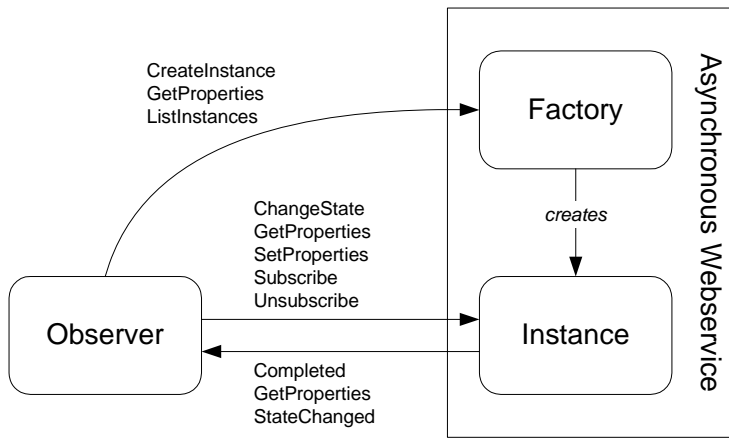 CreateInstance
GetProperties
ListInstances
Factory
Asynchronous Webservice
creates
ChangeState
GetProperties
SetProperties
Subscribe
Unsubscribe
Observer
Instance
Completed
GetProperties
StateChanged